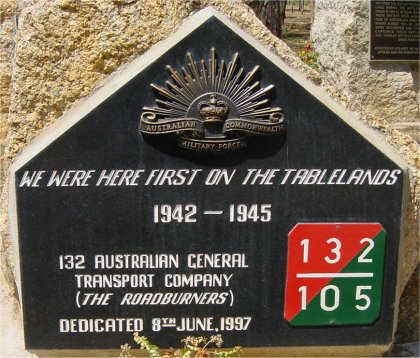 AUSTRALIAN COMMONWEALTH
MILITARY FORCES
WE WERE HERE FIRST ON THE TABLELANDS
1942 – 1945
132 AUSTRALIAN GENERAL
TRANSPORT COMPANY
(THE ROADBURNERS)
DEDICATED 8TH JUNE, 1997
132
105